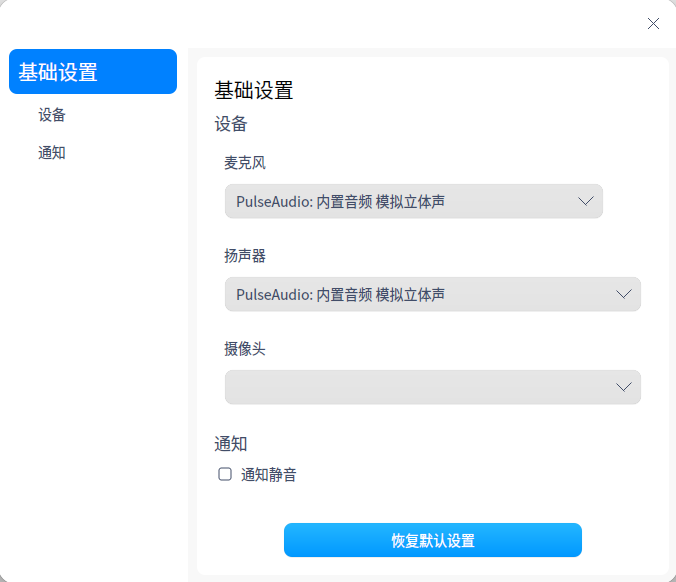 基础设置
设备
通知
基础设置
设备
麦克风
PulseAudio: 内置音频 模拟立体声
扬声器
PulseAudio: 内置音频 模拟立体声
摄像头
通知
通知静音
恢复默认设置